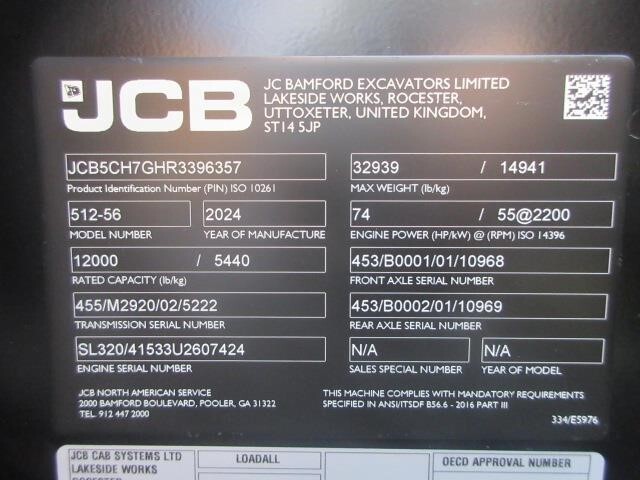 JCB
JC BAMFORD EXCAVATORS LIMITED
LAKESIDE WORKS, ROCESTER,
UTTOXETER, UNITED KINGDOM,
ST14 5JP
JCB5CH7GHR3396357
Product Identification Number (PIN) ISO 10261
32939 / 14941
MAX WEIGHT (lb/kg)
512-56 2024
MODEL NUMBER YEAR OF MANUFACTURE
74 / 55@2200
ENGINE POWER (HP/kW) @ (RPM) ISO 14396
12000 / 5440
RATED CAPACITY (lb/kg)
453/B0001/01/10968
FRONT AXLE SERIAL NUMBER
455/M2920/02/5222
TRANSMISSION SERIAL NUMBER
453/B0002/01/10969
REAR AXLE SERIAL NUMBER
SL320/41533U2607424
ENGINE SERIAL NUMBER
N/A N/A
SALES SPECIAL NUMBER YEAR OF MODEL
JCB NORTH AMERICAN SERVICE
2000 BAMFORD BOULEVARD, POOLER, GA 31322
TEL. 912 447 2000
THIS MACHINE COMPLIES WITH MANDATORY REQUIREMENTS
SPECIFIED IN ANSI/ITSDF B56.6 - 2016 PART III
334/E5976
JCB CAB SYSTEMS LTD
LAKESIDE WORKS
LOADALL
OECD APPROVAL NUMBER